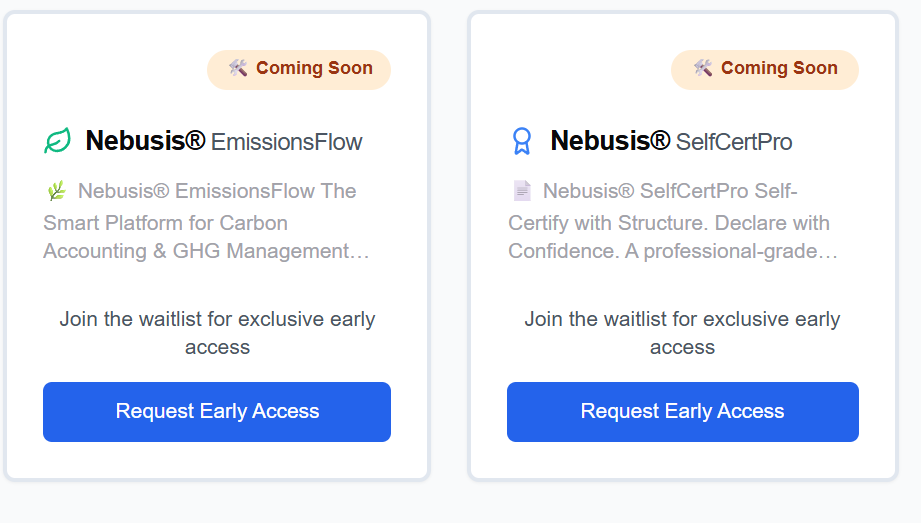 🛠️ Coming Soon
Nebusis® EmissionsFlow
🌿 Nebusis® EmissionsFlow The
Smart Platform for Carbon
Accounting & GHG Management…
Join the waitlist for exclusive early
access
Request Early Access
🛠️ Coming Soon
Nebusis® SelfCertPro
📄 Nebusis® SelfCertPro Self-
Certify with Structure. Declare with
Confidence. A professional-grade…
Join the waitlist for exclusive early
access
Request Early Access